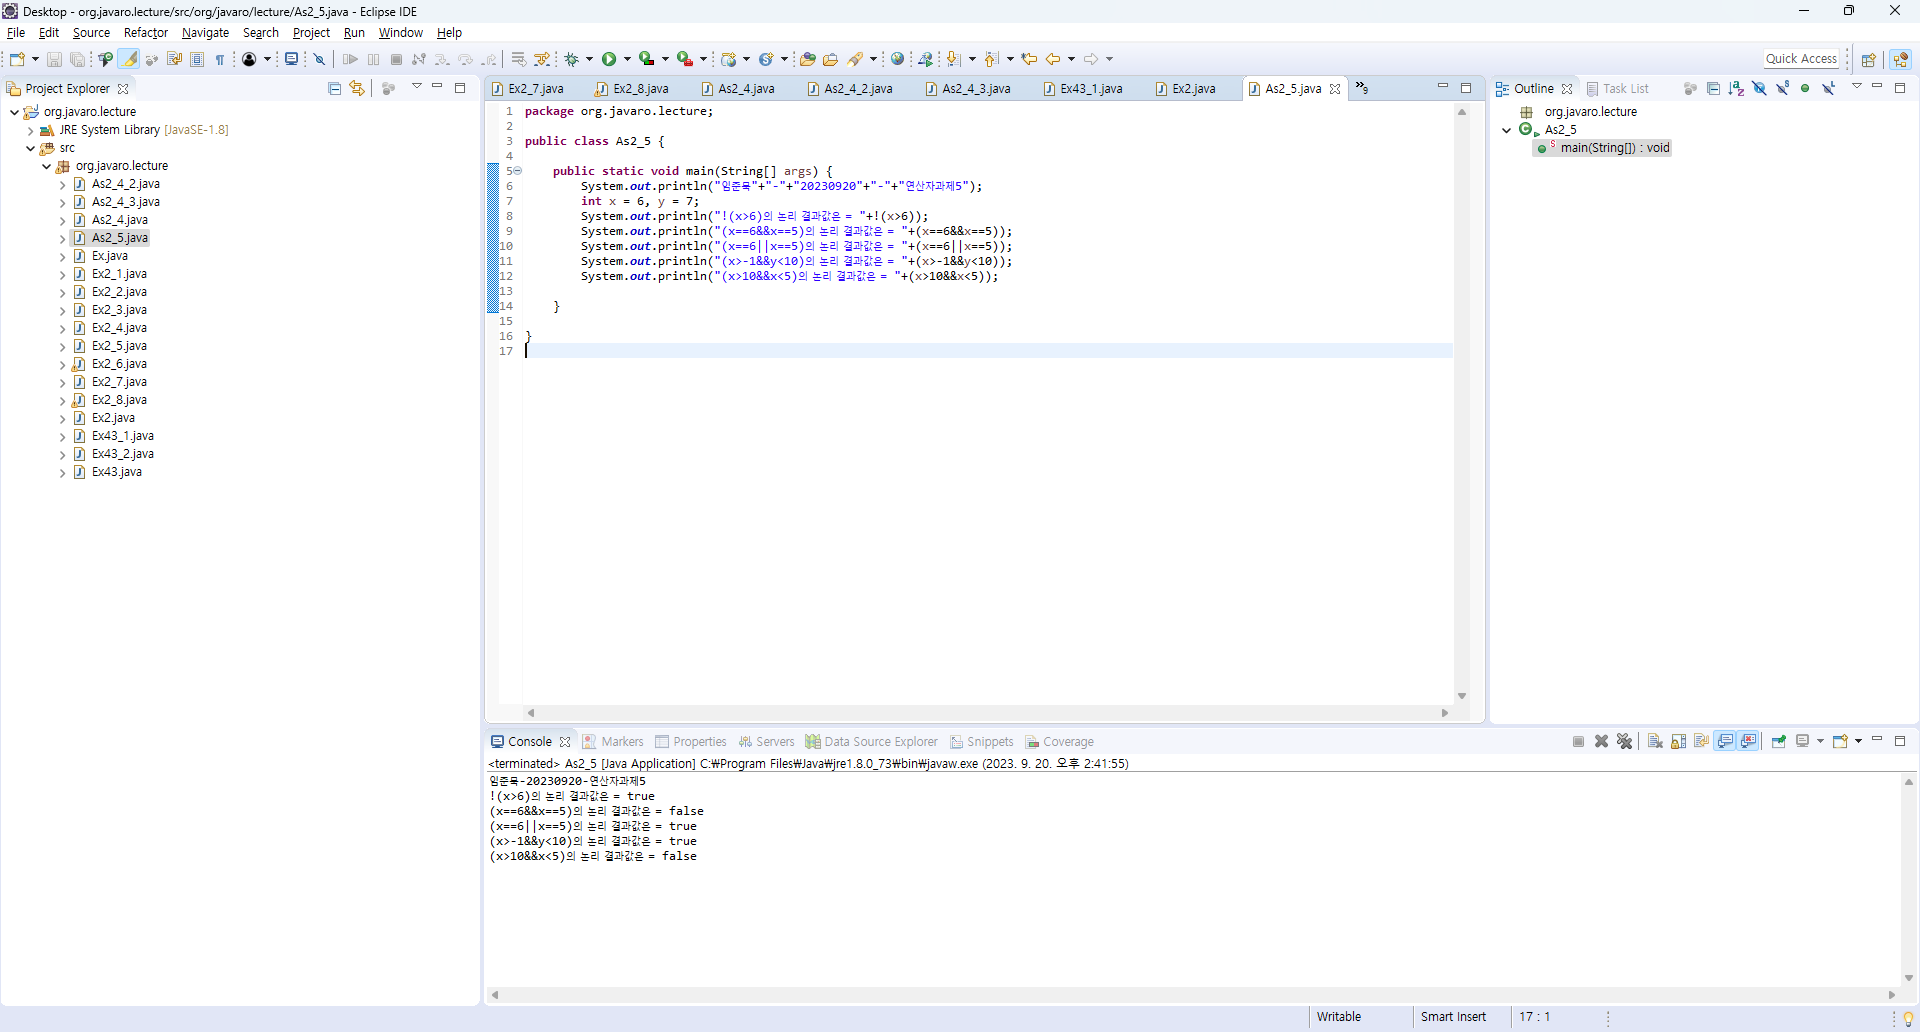 Desktop - org.javaro.lecture/src/org/javaro/lecture/As2_5.java - Eclipse IDE
File Edit Source Refactor Navigate Search Project Run Window Help
Quick Access
Project Explorer
org.javaro.lecture
JRE System Library [JavaSE-1.8]
src
org.javaro.lecture
As2_4_2.java
As2_4_3.java
As2_4.java
As2_5.java
Ex.java
Ex2_1.java
Ex2_2.java
Ex2_3.java
Ex2_4.java
Ex2_5.java
Ex2_6.java
Ex2_7.java
Ex2_8.java
Ex2.java
Ex43_1.java
Ex43_2.java
Ex43.java
Ex2_7.java Ex2_8.java As2_4.java As2_4_2.java As2_4_3.java Ex43_1.java Ex2.java As2_5.java »9
1 package org.javaro.lecture;
2
3 public class As2_5 {
4
5 public static void main(String[] args) {
6 System.out.println("임준묵"+"-"+"20230920"+"-"+"연산자과제5");
7 int x = 6, y = 7;
8 System.out.println("!(x>6)의 논리 결과값은 = "+!(x>6));
9 System.out.println("(x==6&&x==5)의 논리 결과값은 = "+(x==6&&x==5));
10 System.out.println("(x==6||x==5)의 논리 결과값은 = "+(x==6||x==5));
11 System.out.println("(x>-1&&y<10)의 논리 결과값은 = "+(x>-1&&y<10));
12 System.out.println("(x>10&&x<5)의 논리 결과값은 = "+(x>10&&x<5));
13
14 }
15
16 }
17
Outline Task List
org.javaro.lecture
As2_5
main(String[]) : void
Console Markers Properties Servers Data Source Explorer Snippets Coverage
<terminated> As2_5 [Java Application] C:₩Program Files₩Java₩jre1.8.0_73₩bin₩javaw.exe (2023. 9. 20. 오후 2:41:55)
임준묵-20230920-연산자과제5
!(x>6)의 논리 결과값은 = true
(x==6&&x==5)의 논리 결과값은 = false
(x==6||x==5)의 논리 결과값은 = true
(x>-1&&y<10)의 논리 결과값은 = true
(x>10&&x<5)의 논리 결과값은 = false
Writable Smart Insert 17 : 1